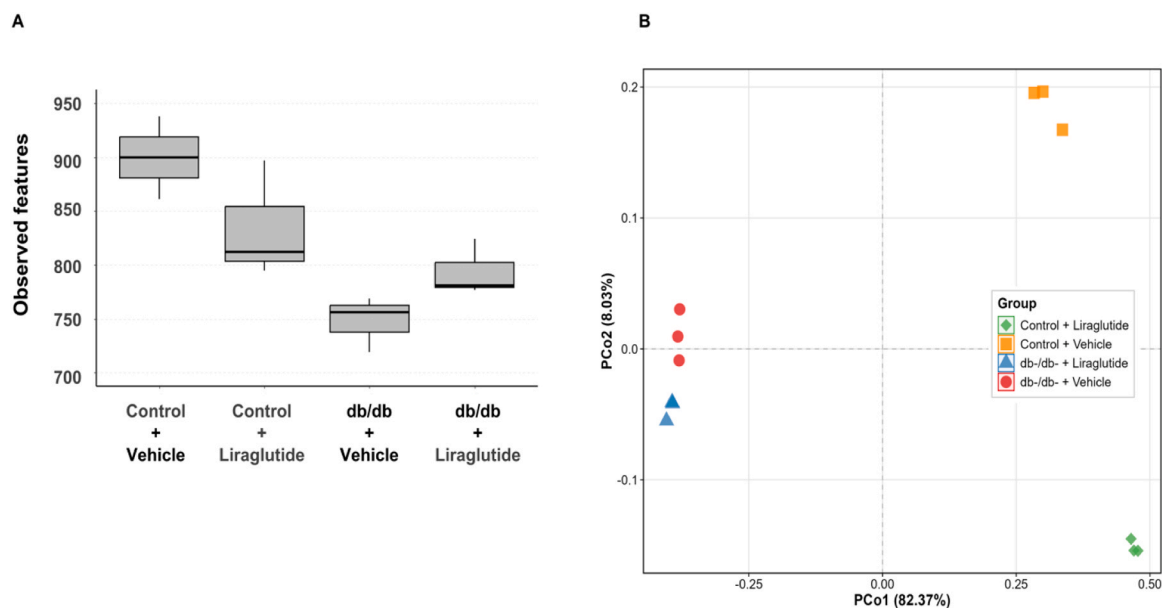 A
B
Observed features
950
900
850
800
750
700
Control
+
Vehicle
Control
+
Liraglutide
db/db
+
Vehicle
db/db
+
Liraglutide
PCo2 (8.03%)
0.2
0.1
0.0
-0.1
Group
Control + Liraglutide
Control + Vehicle
db-/db- + Liraglutide
db-/db- + Vehicle
-0.25
0.00
0.25
0.50
PCo1 (82.37%)